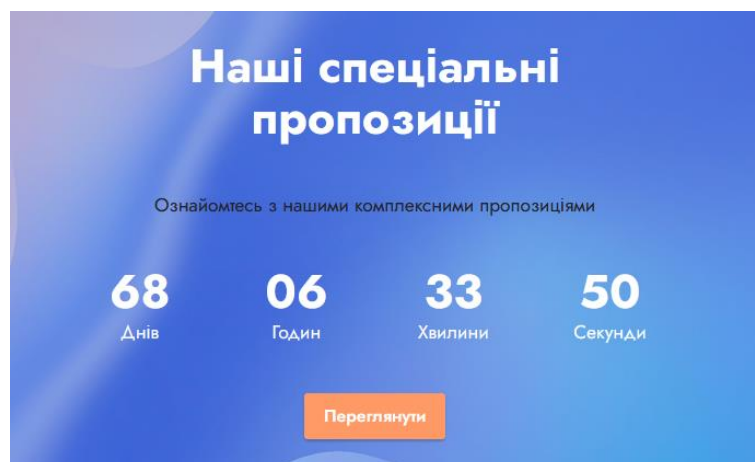 Наші спеціальні
пропозиції
Ознайомтесь з нашими комплексними пропозиціями
68 06 33 50
Днів Годин Хвилини Секунди
Переглянути